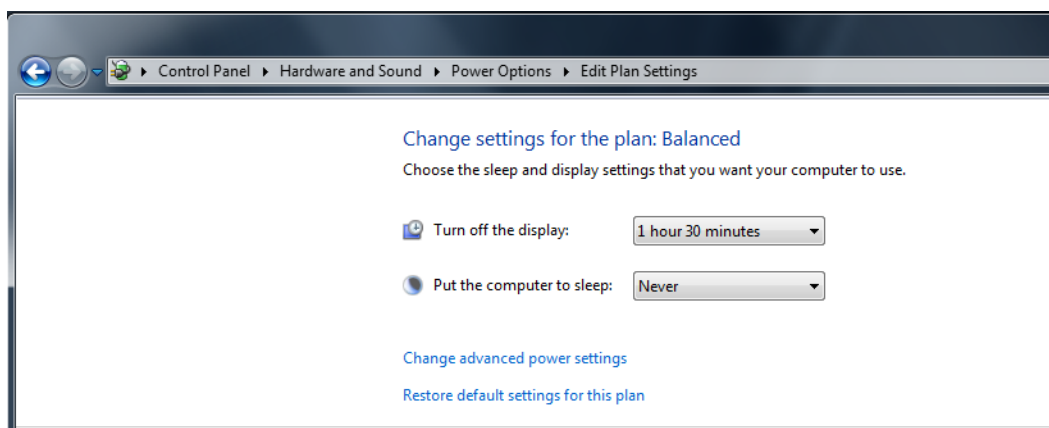 Control Panel ▸ Hardware and Sound ▸ Power Options ▸ Edit Plan Settings
Change settings for the plan: Balanced
Choose the sleep and display settings that you want your computer to use.
Turn off the display: 1 hour 30 minutes
Put the computer to sleep: Never
Change advanced power settings
Restore default settings for this plan